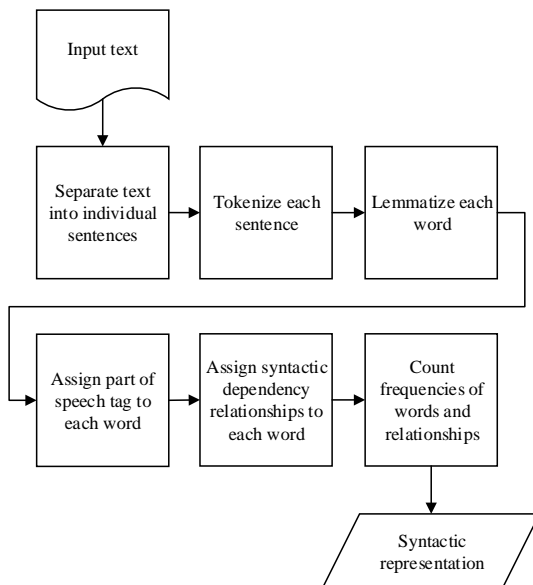 Input text
Separate text
into individual
sentences
Tokenize each
sentence
Lemmatize each
word
Assign part of
speech tag to
each word
Assign syntactic
dependency
relationships to
each word
Count
frequencies of
words and
relationships
Syntactic
representation